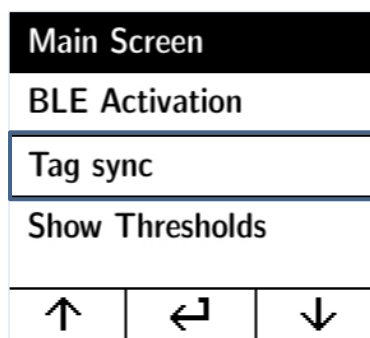 Main Screen
BLE Activation
Tag sync
Show Thresholds
↑ ↵ ↓